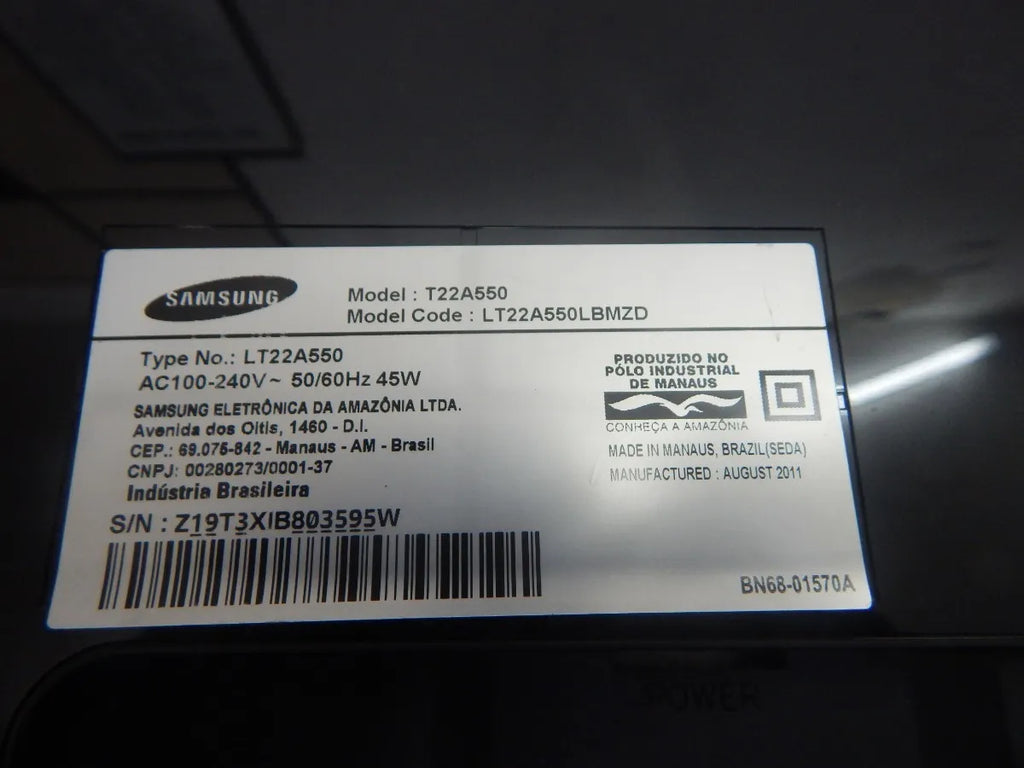 SAMSUNG
Model : T22A550
Model Code : LT22A550LBMZD
Type No.: LT22A550
AC100-240V~ 50/60Hz 45W
SAMSUNG ELETRÔNICA DA AMAZÔNIA LTDA.
Avenida dos Oitis, 1460 - D.I.
CEP.: 69.075-842 - Manaus - AM - Brasil
CNPJ: 00280273/0001-37
Indústria Brasileira
S/N : Z19T3XIB803595W
PRODUZIDO NO
PÓLO INDUSTRIAL
DE MANAUS
CONHEÇA A AMAZÔNIA
MADE IN MANAUS, BRAZIL(SEDA)
MANUFACTURED : AUGUST 2011
BN68-01570A
POWER